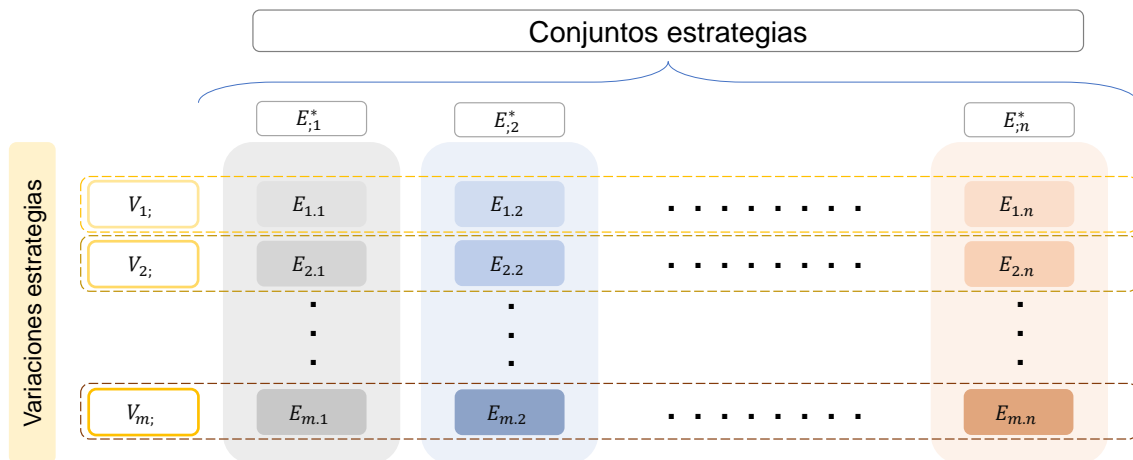 Conjuntos estrategias
E*;1 E*;2 E*;n
Variaciones estrategias
V1; E1.1 E1.2 . . . . . . . . E1.n
V2; E2.1 E2.2 . . . . . . . . E2.n
. . .
. . .
. . .
Vm; Em.1 Em.2 . . . . . . . . Em.n